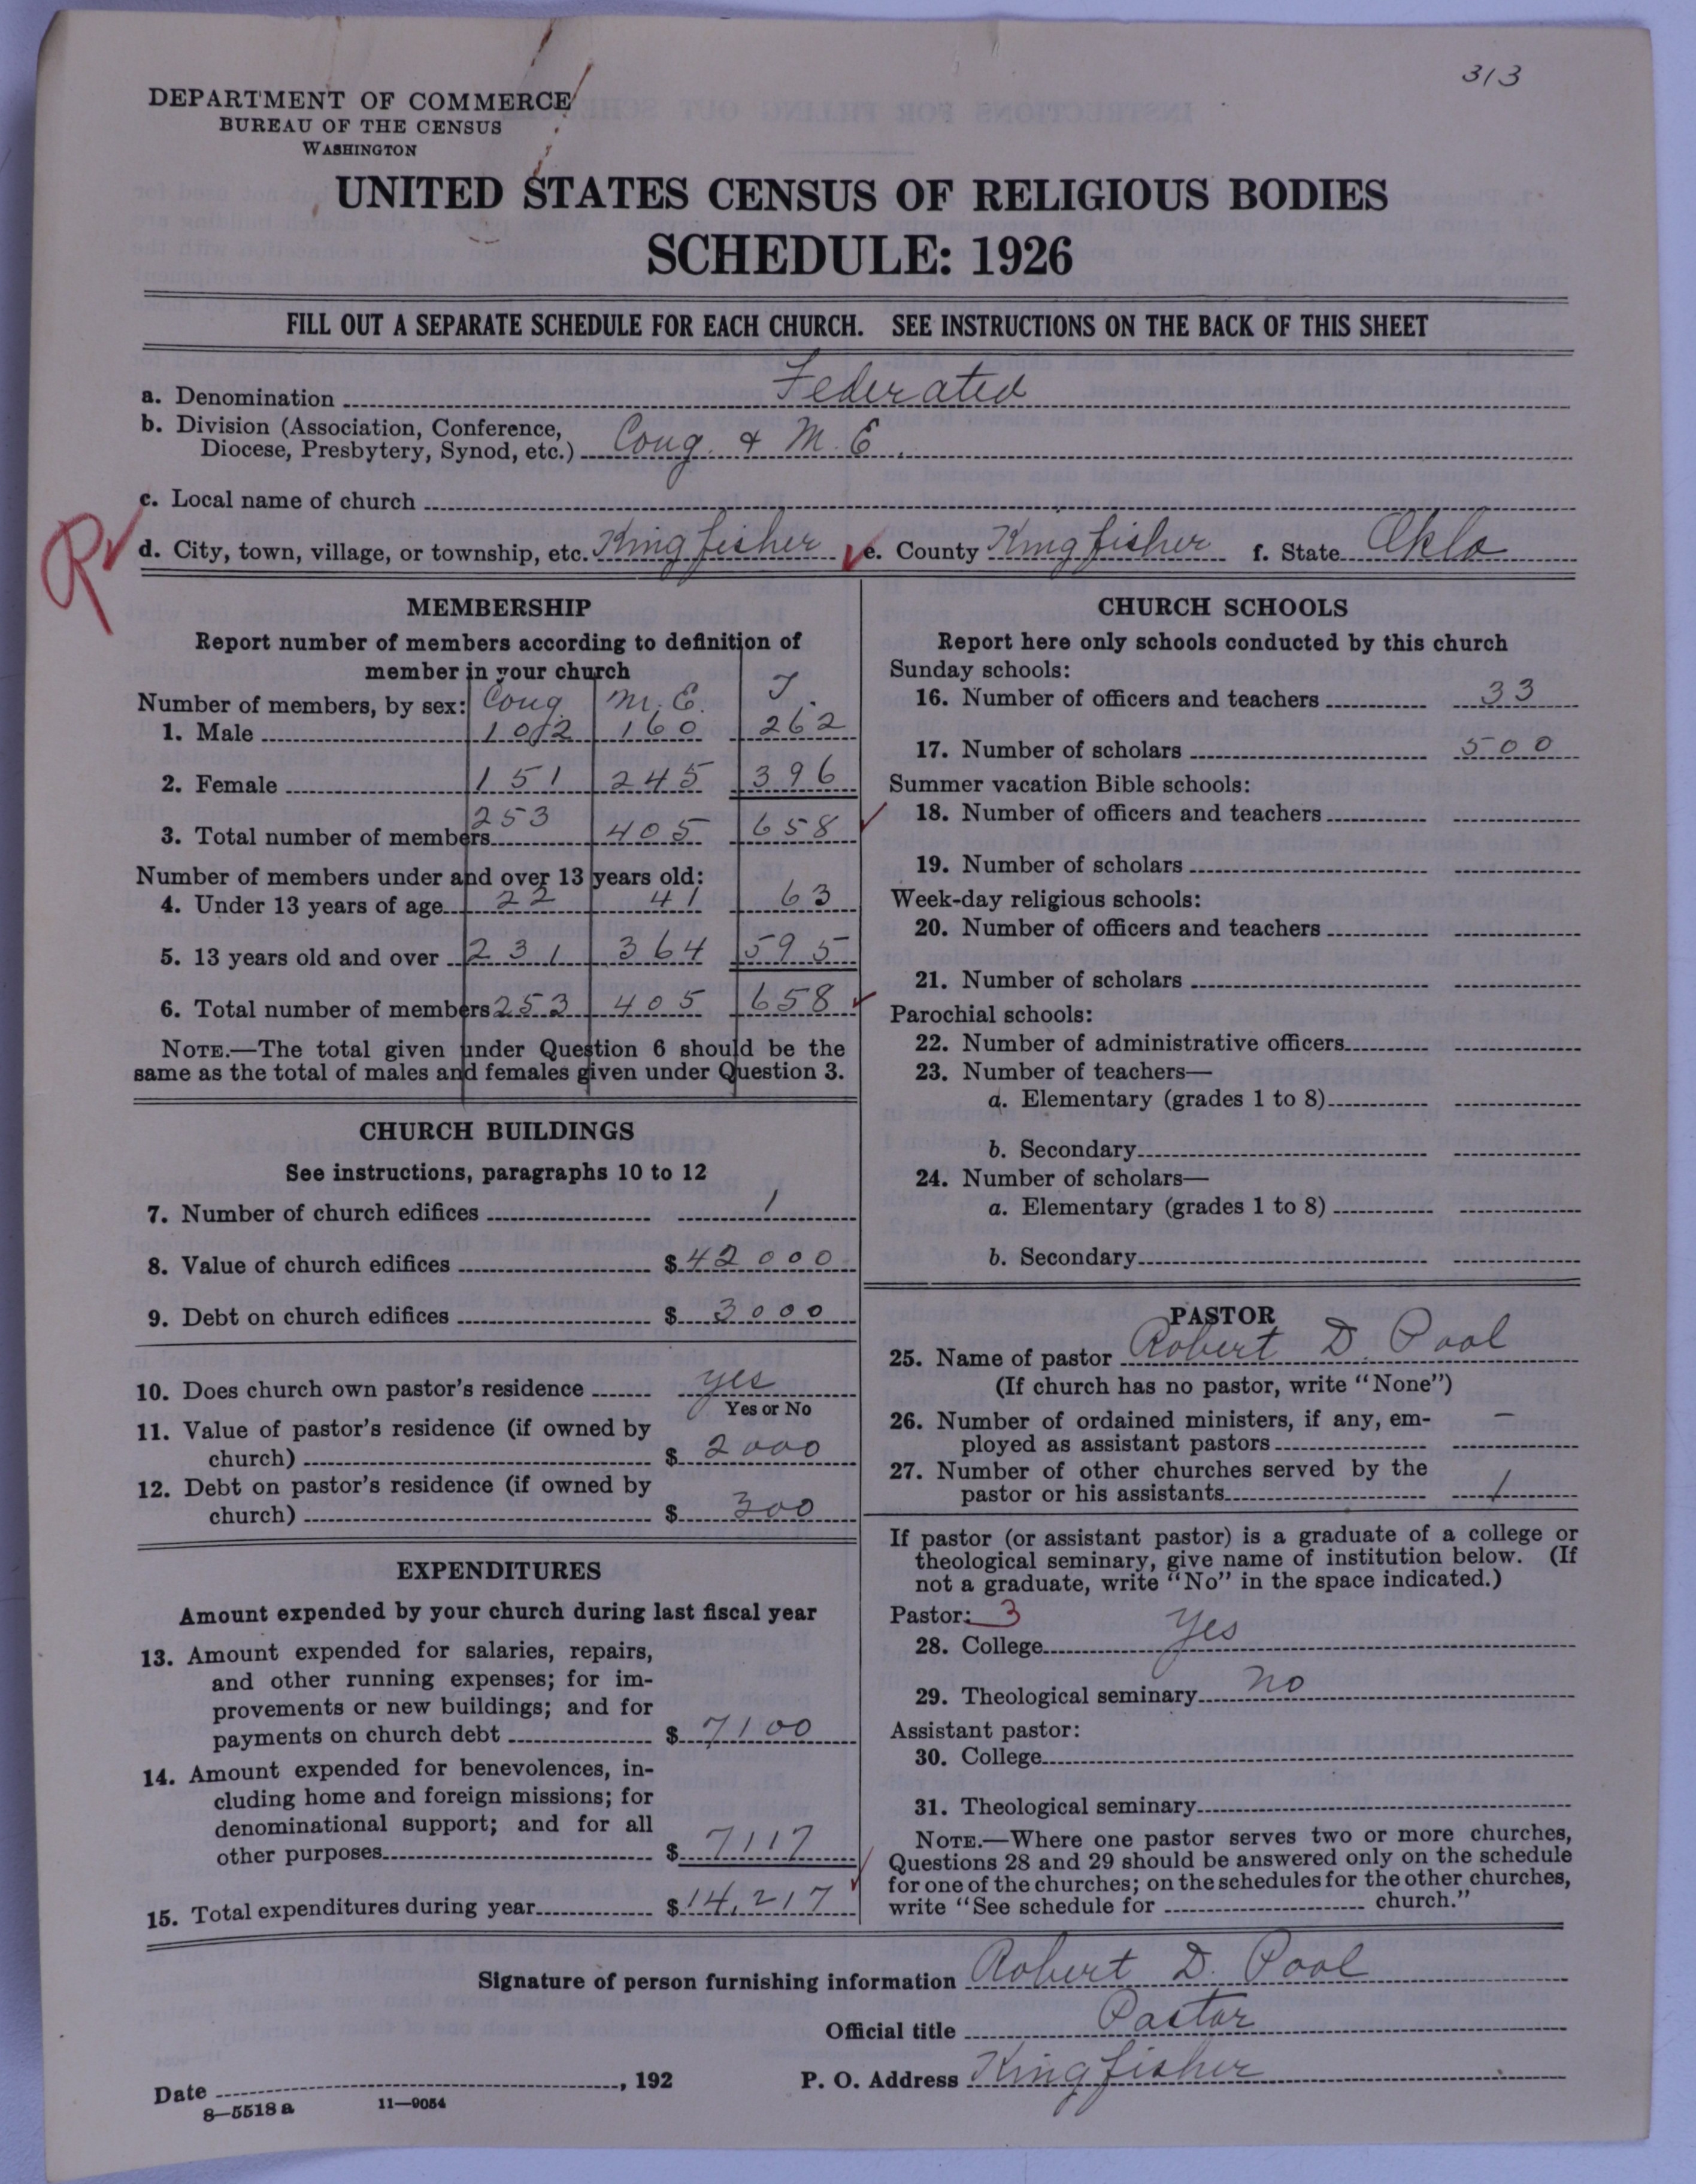 313
DEPARTMENT OF COMMERCE
BUREAU OF THE CENSUS
WASHINGTON
UNITED STATES CENSUS OF RELIGIOUS BODIES
SCHEDULE: 1926
FILL OUT A SEPARATE SCHEDULE FOR EACH CHURCH. SEE INSTRUCTIONS ON THE BACK OF THIS SHEET
a. Denomination Federated
b. Division (Association, Conference,
Diocese, Presbytery, Synod, etc.) Cong. & M. E.
c. Local name of church
R d. City, town, village, or township, etc. Kingfisher e. County Kingfisher f. State Okla
MEMBERSHIP
Report number of members according to definition of
member in your church
Number of members, by sex: Cong M. E. T.
1. Male 102 160 262
2. Female 151 245 396
3. Total number of members 253 405 658
Number of members under and over 13 years old:
4. Under 13 years of age 22 41 63
5. 13 years old and over 231 364 595
6. Total number of members 253 405 658
NOTE.—The total given under Question 6 should be the
same as the total of males and females given under Question 3.
CHURCH BUILDINGS
See instructions, paragraphs 10 to 12
7. Number of church edifices 1
8. Value of church edifices $ 42000
9. Debt on church edifices $ 3000
10. Does church own pastor's residence yes
Yes or No
11. Value of pastor's residence (if owned by
church) $ 2000
12. Debt on pastor's residence (if owned by
church) $ 300
EXPENDITURES
Amount expended by your church during last fiscal year
13. Amount expended for salaries, repairs,
and other running expenses; for im-
provements or new buildings; and for
payments on church debt $ 7100
14. Amount expended for benevolences, in-
cluding home and foreign missions; for
denominational support; and for all
other purposes $ 7117
15. Total expenditures during year $ 14,217
CHURCH SCHOOLS
Report here only schools conducted by this church
Sunday schools:
16. Number of officers and teachers 33
17. Number of scholars 500
Summer vacation Bible schools:
18. Number of officers and teachers
19. Number of scholars
Week-day religious schools:
20. Number of officers and teachers
21. Number of scholars
Parochial schools:
22. Number of administrative officers
23. Number of teachers—
a. Elementary (grades 1 to 8)
b. Secondary
24. Number of scholars—
a. Elementary (grades 1 to 8)
b. Secondary
PASTOR
25. Name of pastor Robert D. Pool
(If church has no pastor, write "None")
26. Number of ordained ministers, if any, em-
ployed as assistant pastors —
27. Number of other churches served by the
pastor or his assistants 1
If pastor (or assistant pastor) is a graduate of a college or
theological seminary, give name of institution below. (If
not a graduate, write "No" in the space indicated.)
Pastor: 3
28. College Yes
29. Theological seminary no
Assistant pastor:
30. College
31. Theological seminary
NOTE.—Where one pastor serves two or more churches,
Questions 28 and 29 should be answered only on the schedule
for one of the churches; on the schedules for the other churches,
write "See schedule for church."
Signature of person furnishing information Robert D. Pool
Official title Pastor
Date , 192 P. O. Address Kingfisher
8—5518 a 11—9054